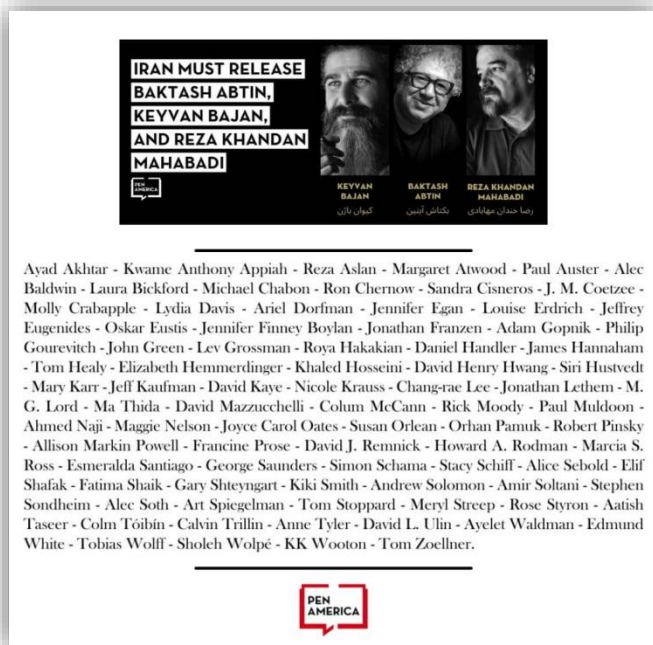 IRAN MUST RELEASE
BAKTASH ABTIN,
KEYVAN BAJAN,
AND REZA KHANDAN
MAHABADI
PEN
AMERICA
KEYVAN
BAJAN
کیوان باژن
BAKTASH
ABTIN
بکتاش آبتین
REZA KHANDAN
MAHABADI
رضا خندان مهابادی
Ayad Akhtar - Kwame Anthony Appiah - Reza Aslan - Margaret Atwood - Paul Auster - Alec
Baldwin - Laura Bickford - Michael Chabon - Ron Chernow - Sandra Cisneros - J. M. Coetzee -
Molly Crabapple - Lydia Davis - Ariel Dorfman - Jennifer Egan - Louise Erdrich - Jeffrey
Eugenides - Oskar Eustis - Jennifer Finney Boylan - Jonathan Franzen - Adam Gopnik - Philip
Gourevitch - John Green - Lev Grossman - Roya Hakakian - Daniel Handler - James Hannaham
- Tom Healy - Elizabeth Hemmerdinger - Khaled Hosseini - David Henry Hwang - Siri Hustvedt
- Mary Karr - Jeff Kaufman - David Kaye - Nicole Krauss - Chang-rae Lee - Jonathan Lethem - M.
G. Lord - Ma Thida - David Mazzucchelli - Colum McCann - Rick Moody - Paul Muldoon -
Ahmed Naji - Maggie Nelson - Joyce Carol Oates - Susan Orlean - Orhan Pamuk - Robert Pinsky
- Allison Markin Powell - Francine Prose - David J. Remnick - Howard A. Rodman - Marcia S.
Ross - Esmeralda Santiago - George Saunders - Simon Schama - Stacy Schiff - Alice Sebold - Elif
Shafak - Fatima Shaik - Gary Shteyngart - Kiki Smith - Andrew Solomon - Amir Soltani - Stephen
Sondheim - Alec Soth - Art Spiegelman - Tom Stoppard - Meryl Streep - Rose Styron - Aatish
Taseer - Colm Tóibín - Calvin Trillin - Anne Tyler - David L. Ulin - Ayelet Waldman - Edmund
White - Tobias Wolff - Sholeh Wolpé - KK Wooton - Tom Zoellner.
PEN
AMERICA